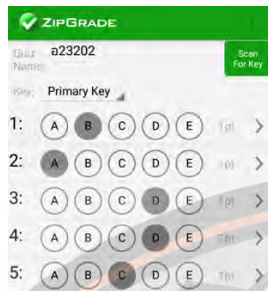 ZIPGRADE
Quiz Name: a23202
Scan For Key
Key: Primary Key
1: A B C D E 1pt >
2: A B C D E 1pt >
3: A B C D E 1pt >
4: A B C D E 1pt >
5: A B C D E 1pt >